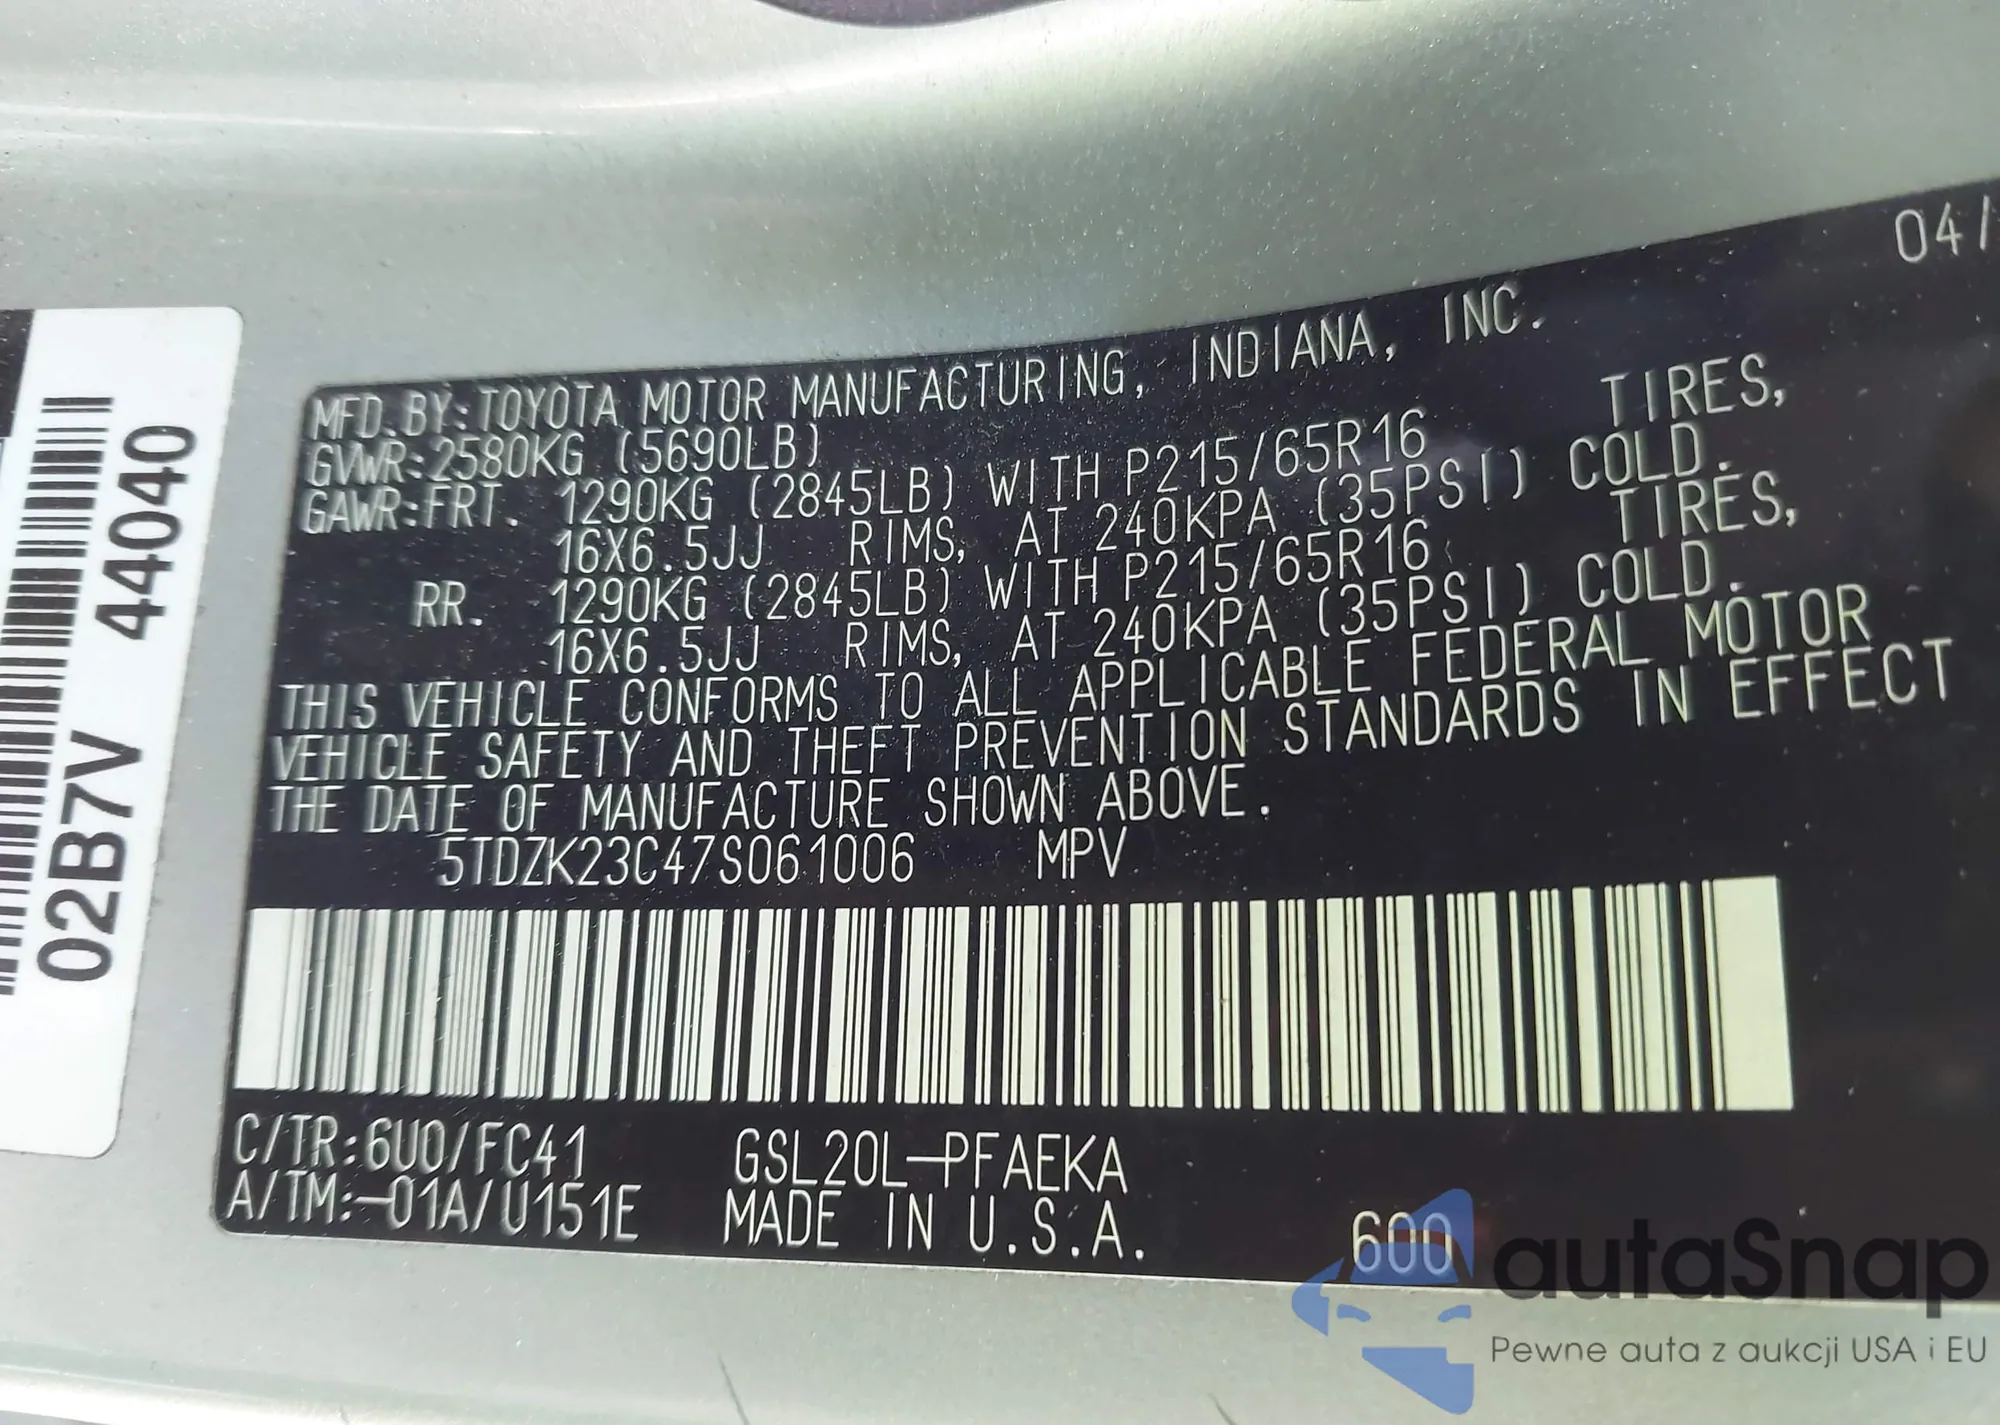 04/
MFD. BY: TOYOTA MOTOR MANUFACTURING, INDIANA, INC.
GVWR: 2580KG (5690LB)
GAWR: FRT. 1290KG (2845LB) WITH P215/65R16 TIRES,
16X6.5JJ RIMS, AT 240KPA (35PSI) COLD.
RR. 1290KG (2845LB) WITH P215/65R16 TIRES,
16X6.5JJ RIMS, AT 240KPA (35PSI) COLD.
THIS VEHICLE CONFORMS TO ALL APPLICABLE FEDERAL MOTOR
VEHICLE SAFETY AND THEFT PREVENTION STANDARDS IN EFFECT
THE DATE OF MANUFACTURE SHOWN ABOVE.
5TDZK23C47S061006 MPV
C/TR: 6U0/FC41 GSL20L-PFAEKA
A/TM: -01A/U151E MADE IN U.S.A. 600
02B7V 44040
autaSnap
Pewne auta z aukcji USA i EU